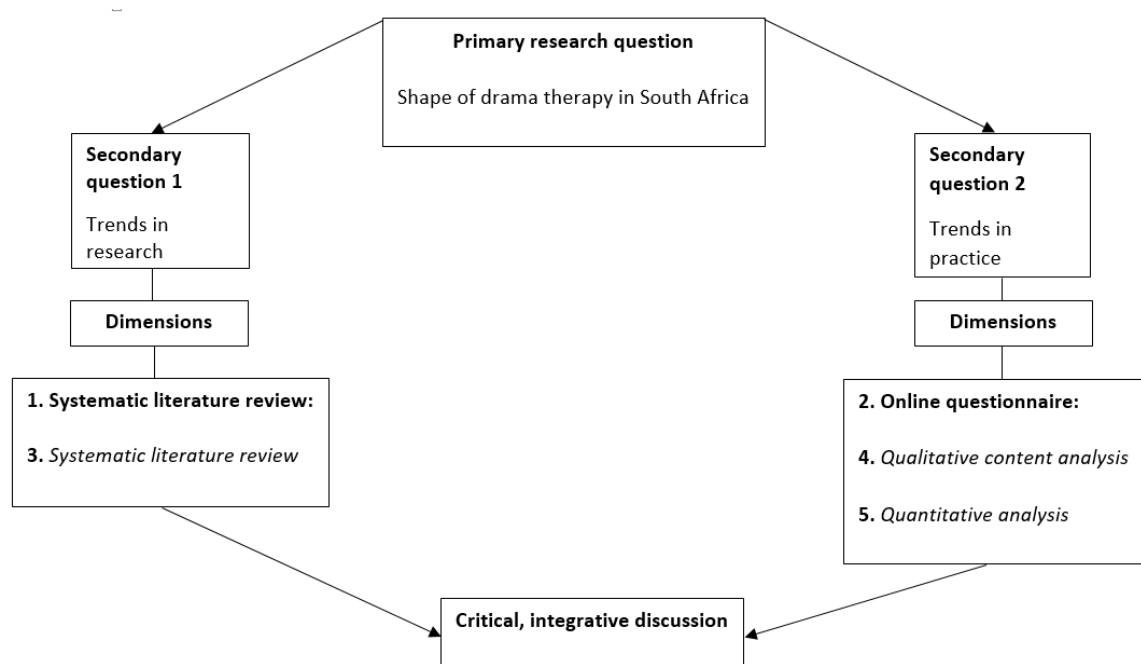 Primary research question
Shape of drama therapy in South Africa
Secondary
question 1
Trends in
research
Secondary
question 2
Trends in
practice
Dimensions
Dimensions
1. Systematic literature review:
3. Systematic literature review
2. Online questionnaire:
4. Qualitative content analysis
5. Quantitative analysis
Critical, integrative discussion